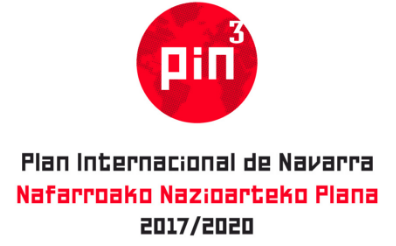 pin³
Plan Internacional de Navarra
Nafarroako Nazioarteko Plana
2017/2020